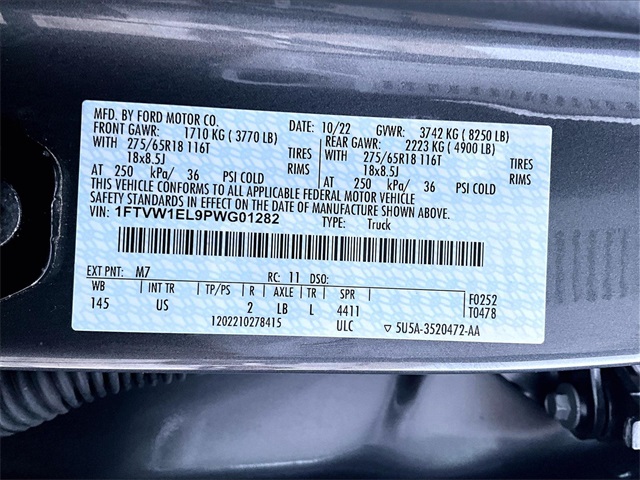 MFD. BY FORD MOTOR CO. DATE: 10/22 GVWR: 3742 KG ( 8250 LB)
FRONT GAWR: 1710 KG ( 3770 LB) REAR GAWR: 2223 KG ( 4900 LB)
WITH 275/65R18 116T TIRES WITH 275/65R18 116T TIRES
18x8.5J RIMS 18x8.5J RIMS
AT 250 kPa/ 36 PSI COLD AT 250 kPa/ 36 PSI COLD
THIS VEHICLE CONFORMS TO ALL APPLICABLE FEDERAL MOTOR VEHICLE
SAFETY STANDARDS IN EFFECT ON THE DATE OF MANUFACTURE SHOWN ABOVE.
VIN: 1FTVW1EL9PWG01282 TYPE: Truck
EXT PNT: M7 RC: 11 DSO: F0252
WB INT TR TP/PS R AXLE TR SPR T0478
145 US 2 LB L 4411
1202210278415 ULC 5U5A-3520472-AA